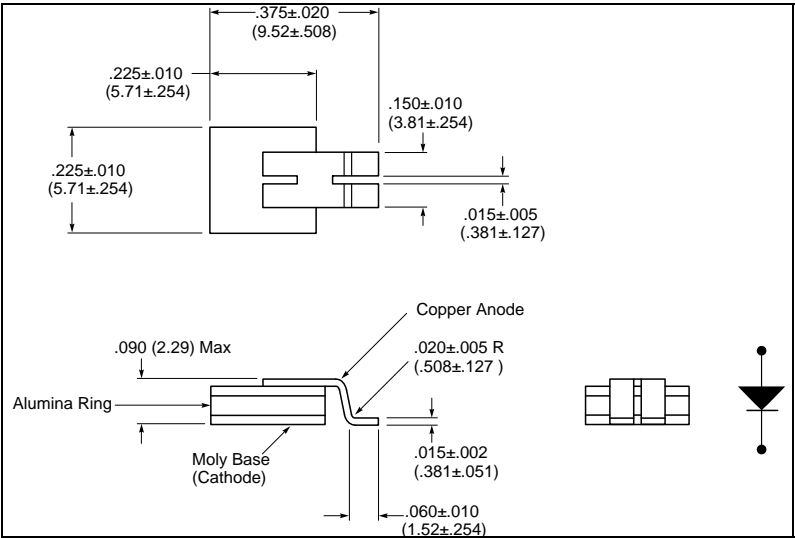 .375±.020
(9.52±.508)
.225±.010
(5.71±.254)
.150±.010
(3.81±.254)
.225±.010
(5.71±.254)
.015±.005
(.381±.127)
Copper Anode
.090 (2.29) Max
.020±.005 R
(.508±.127 )
Alumina Ring
Moly Base
(Cathode)
.015±.002
(.381±.051)
.060±.010
(1.52±.254)